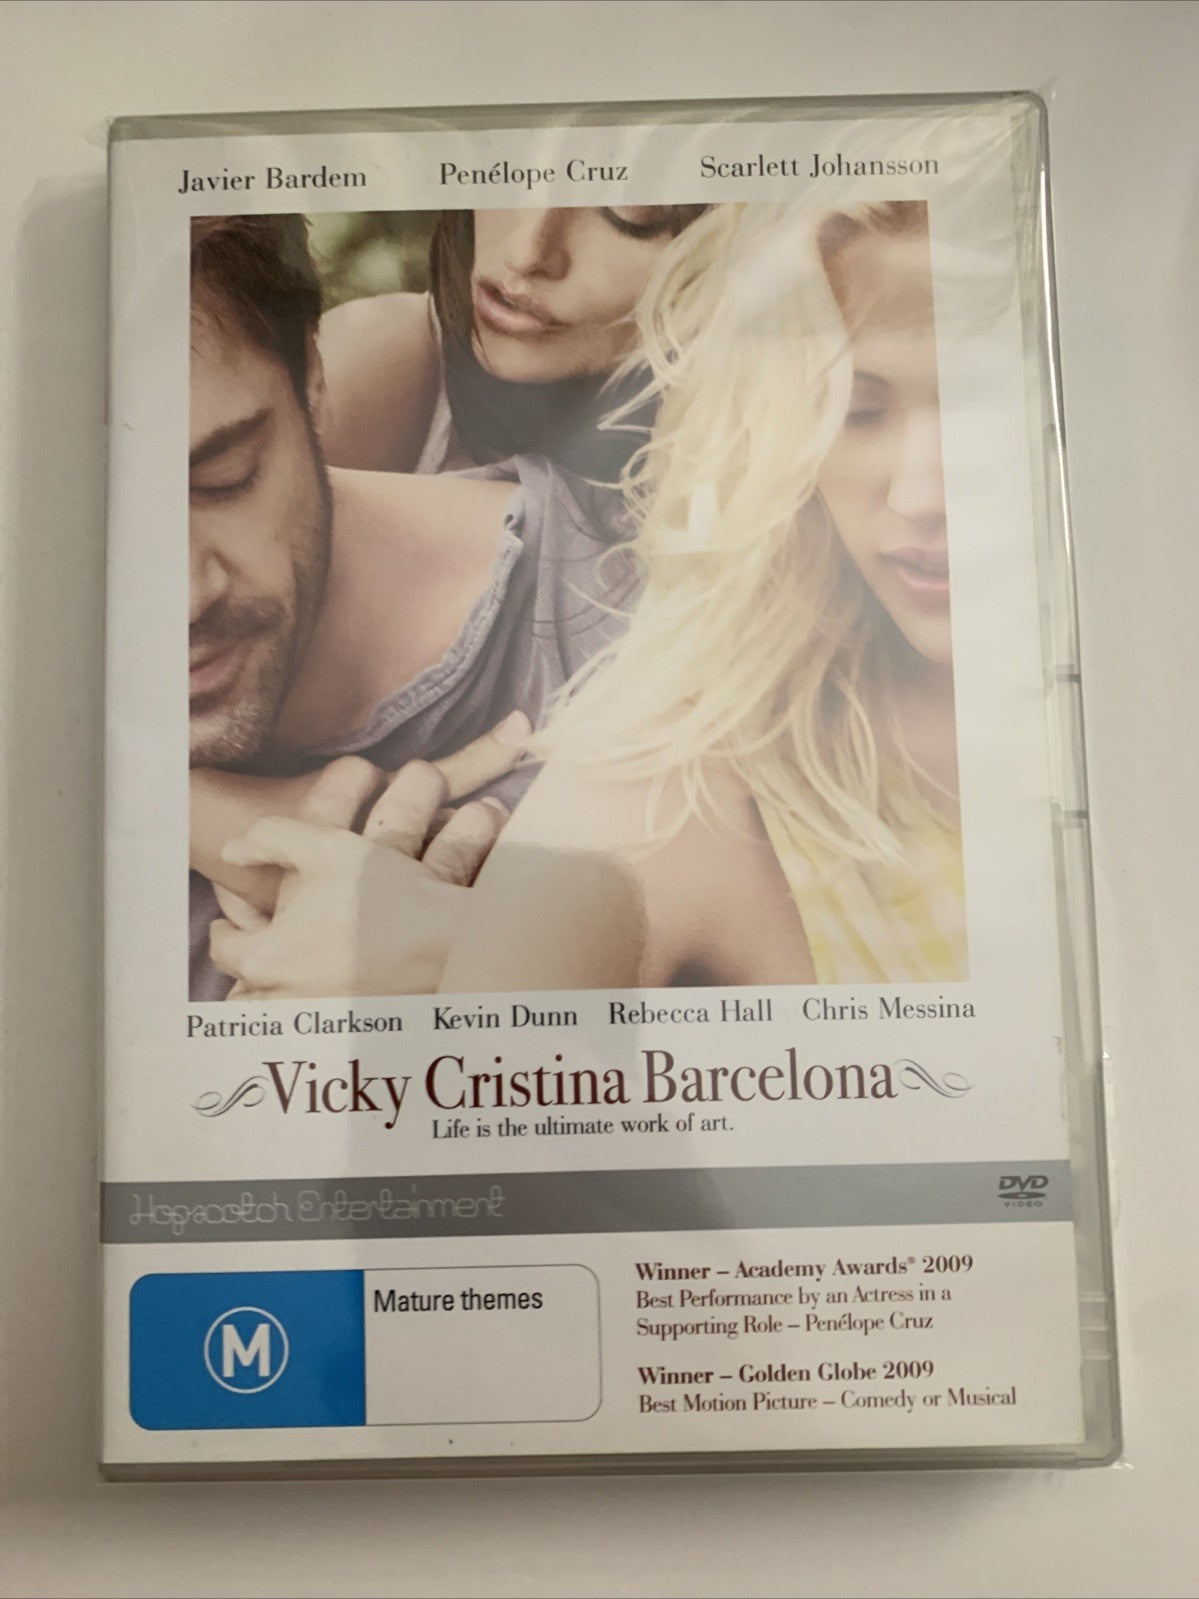 Javier Bardem Penélope Cruz Scarlett Johansson
Patricia Clarkson Kevin Dunn Rebecca Hall Chris Messina
Vicky Cristina Barcelona
Life is the ultimate work of art.
Hopscotch Entertainment
DVD
VIDEO
M
Mature themes
Winner – Academy Awards® 2009
Best Performance by an Actress in a
Supporting Role – Penélope Cruz
Winner – Golden Globe 2009
Best Motion Picture – Comedy or Musical